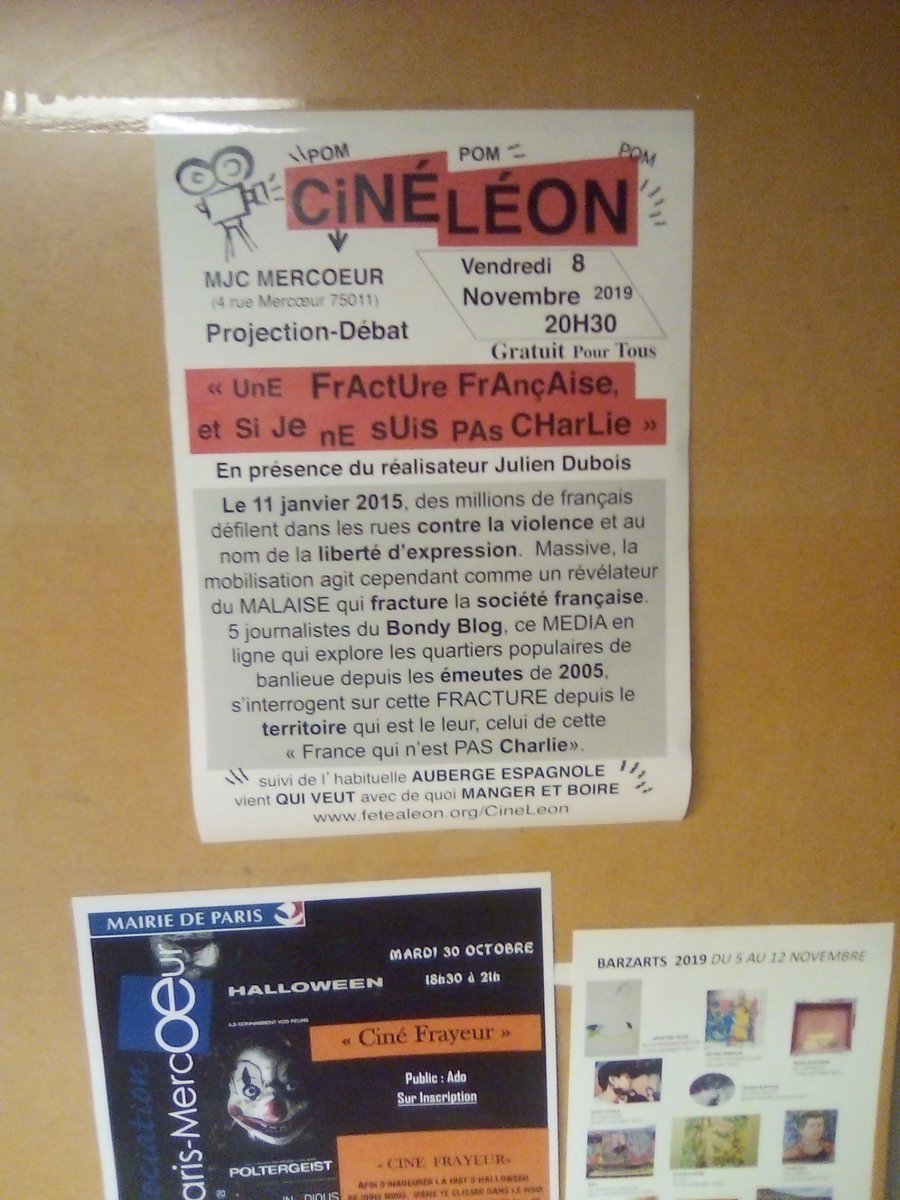 POM POM POM
CiNÉ LÉON
MJC MERCOEUR
(4 rue Mercœur 75011)
Projection-Débat
Vendredi 8
Novembre 2019
20H30
Gratuit Pour Tous
« UnE FrActUre FrAnçAise,
et Si Je nE sUis PAs CHarLie »
En présence du réalisateur Julien Dubois
Le 11 janvier 2015, des millions de français
défilent dans les rues contre la violence et au
nom de la liberté d'expression. Massive, la
mobilisation agit cependant comme un révélateur
du MALAISE qui fracture la société française.
5 journalistes du Bondy Blog, ce MEDIA en
ligne qui explore les quartiers populaires de
banlieue depuis les émeutes de 2005,
s'interrogent sur cette FRACTURE depuis le
territoire qui est le leur, celui de cette
« France qui n'est PAS Charlie».
suivi de l'habituelle AUBERGE ESPAGNOLE
vient QUI VEUT avec de quoi MANGER ET BOIRE
www.fetealeon.org/CineLeon
MAIRIE DE PARIS
aris-MercŒur
MARDI 30 OCTOBRE
18h30 à 21h
HALLOWEEN
ILS CONNAISSENT VOS PEURS
« Ciné Frayeur »
Public : Ado
Sur Inscription
POLTERGEIST
« CINE FRAYEUR»
BARZARTS 2019 DU 5 AU 12 NOVEMBRE